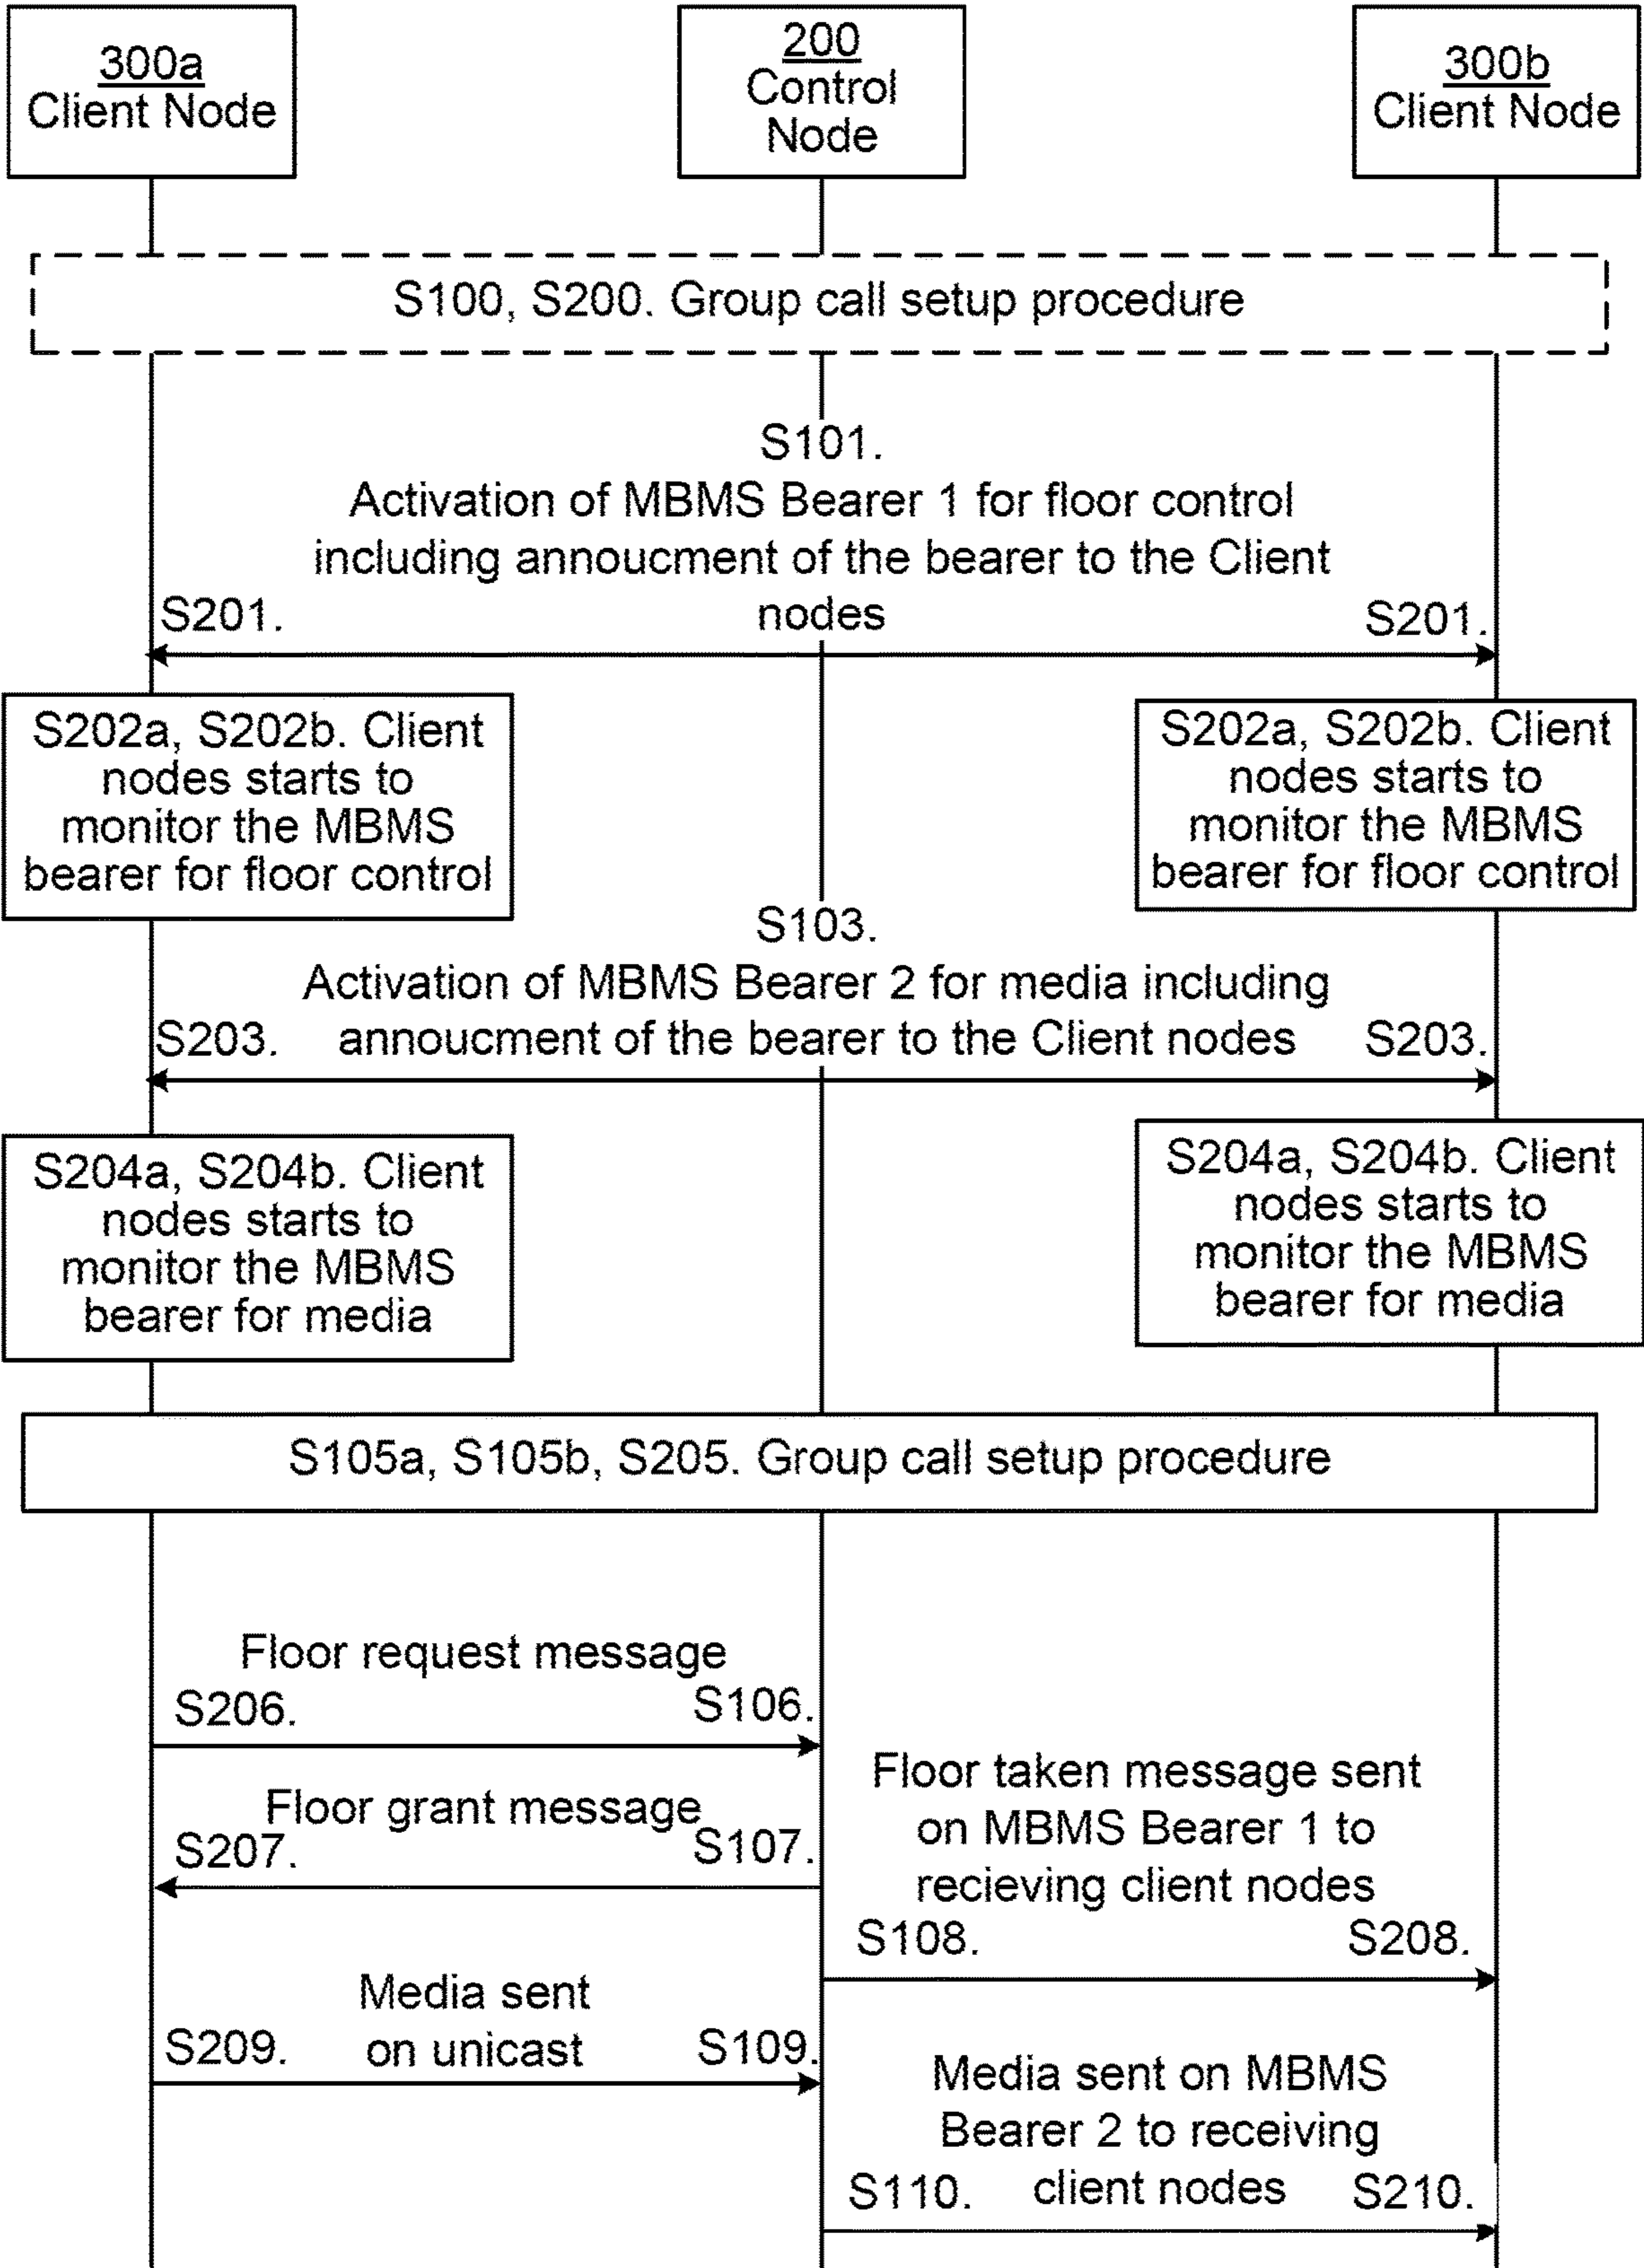 300a
Client Node
200
Control
Node
300b
Client Node
S100, S200. Group call setup procedure
S101.
Activation of MBMS Bearer 1 for floor control
including annoucment of the bearer to the Client
nodes
S201.
S201.
S202a, S202b. Client
nodes starts to
monitor the MBMS
bearer for floor control
S202a, S202b. Client
nodes starts to
monitor the MBMS
bearer for floor control
S103.
Activation of MBMS Bearer 2 for media including
annoucment of the bearer to the Client nodes
S203.
S203.
S204a, S204b. Client
nodes starts to
monitor the MBMS
bearer for media
S204a, S204b. Client
nodes starts to
monitor the MBMS
bearer for media
S105a, S105b, S205. Group call setup procedure
Floor request message
S206.
S106.
Floor grant message
S207.
S107.
Floor taken message sent
on MBMS Bearer 1 to
recieving client nodes
S108.
S208.
Media sent
on unicast
S209.
S109.
Media sent on MBMS
Bearer 2 to receiving
client nodes
S110.
S210.